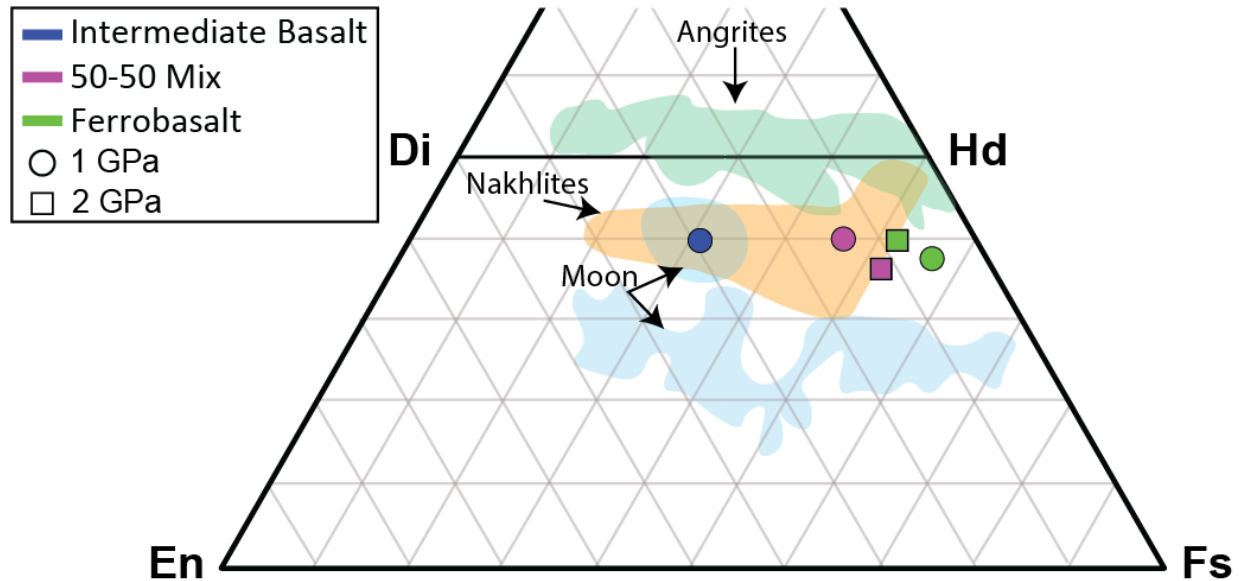 Intermediate Basalt
50-50 Mix
Ferrobasalt
1 GPa
2 GPa
Angrites
Di
Hd
Nakhlites
Moon
En
Fs